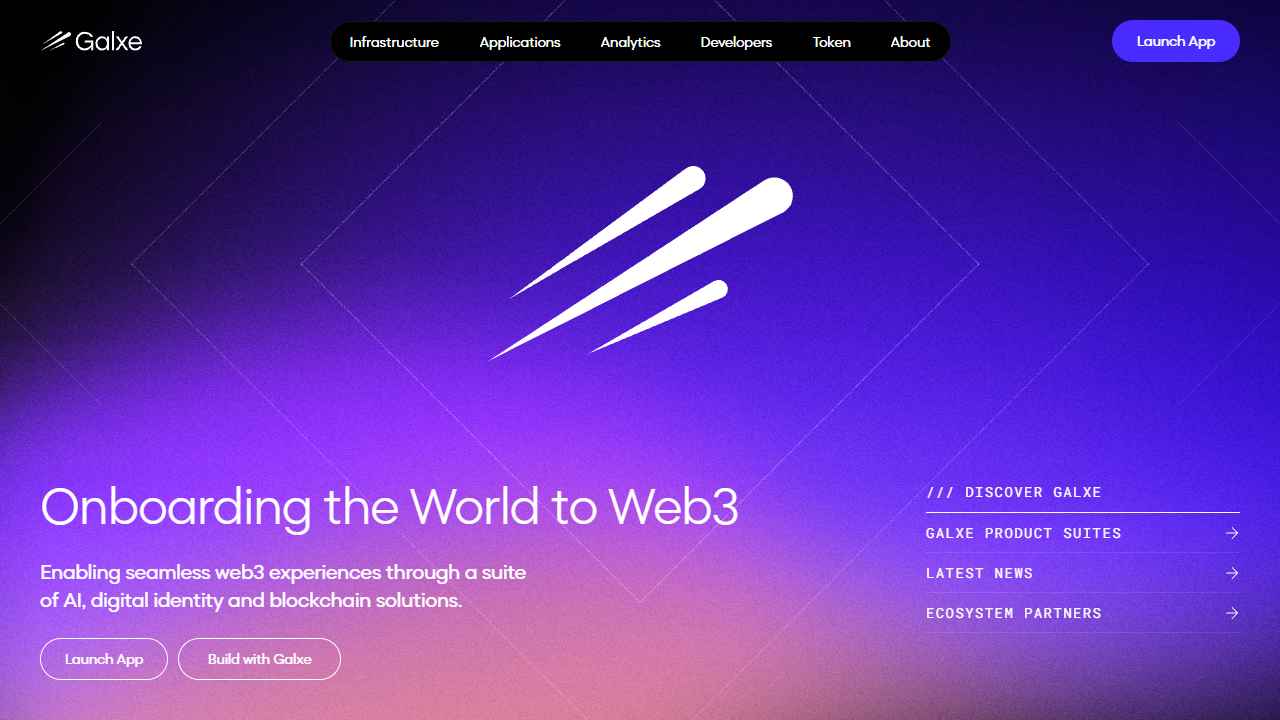 Galxe
Infrastructure Applications Analytics Developers Token About
Launch App
Onboarding the World to Web3
Enabling seamless web3 experiences through a suite
of AI, digital identity and blockchain solutions.
Launch App Build with Galxe
/// DISCOVER GALXE
GALXE PRODUCT SUITES
LATEST NEWS
ECOSYSTEM PARTNERS